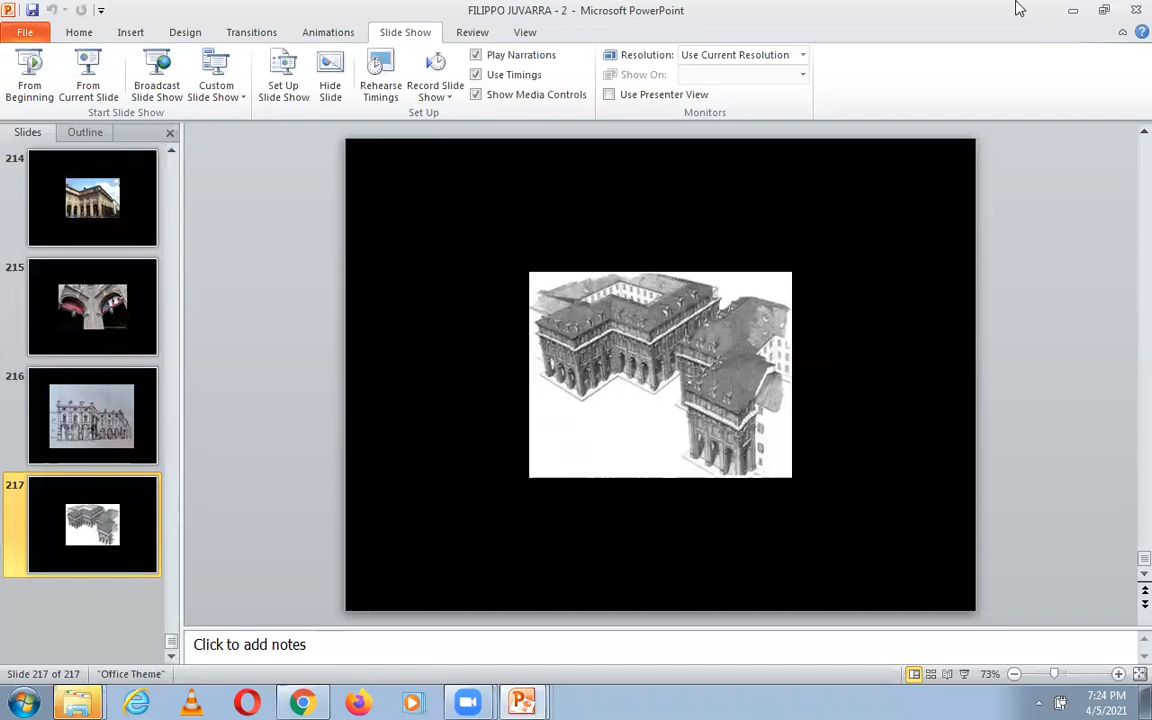 FILIPPO JUVARRA - 2 - Microsoft PowerPoint
File Home Insert Design Transitions Animations Slide Show Review View
From Beginning
From Current Slide
Broadcast Slide Show
Custom Slide Show
Start Slide Show
Set Up Slide Show
Hide Slide
Rehearse Timings
Record Slide Show
Play Narrations
Use Timings
Show Media Controls
Set Up
Resolution: Use Current Resolution
Show On:
Use Presenter View
Monitors
Slides Outline
214
215
216
217
Click to add notes
Slide 217 of 217 "Office Theme" 73%
7:24 PM
4/5/2021